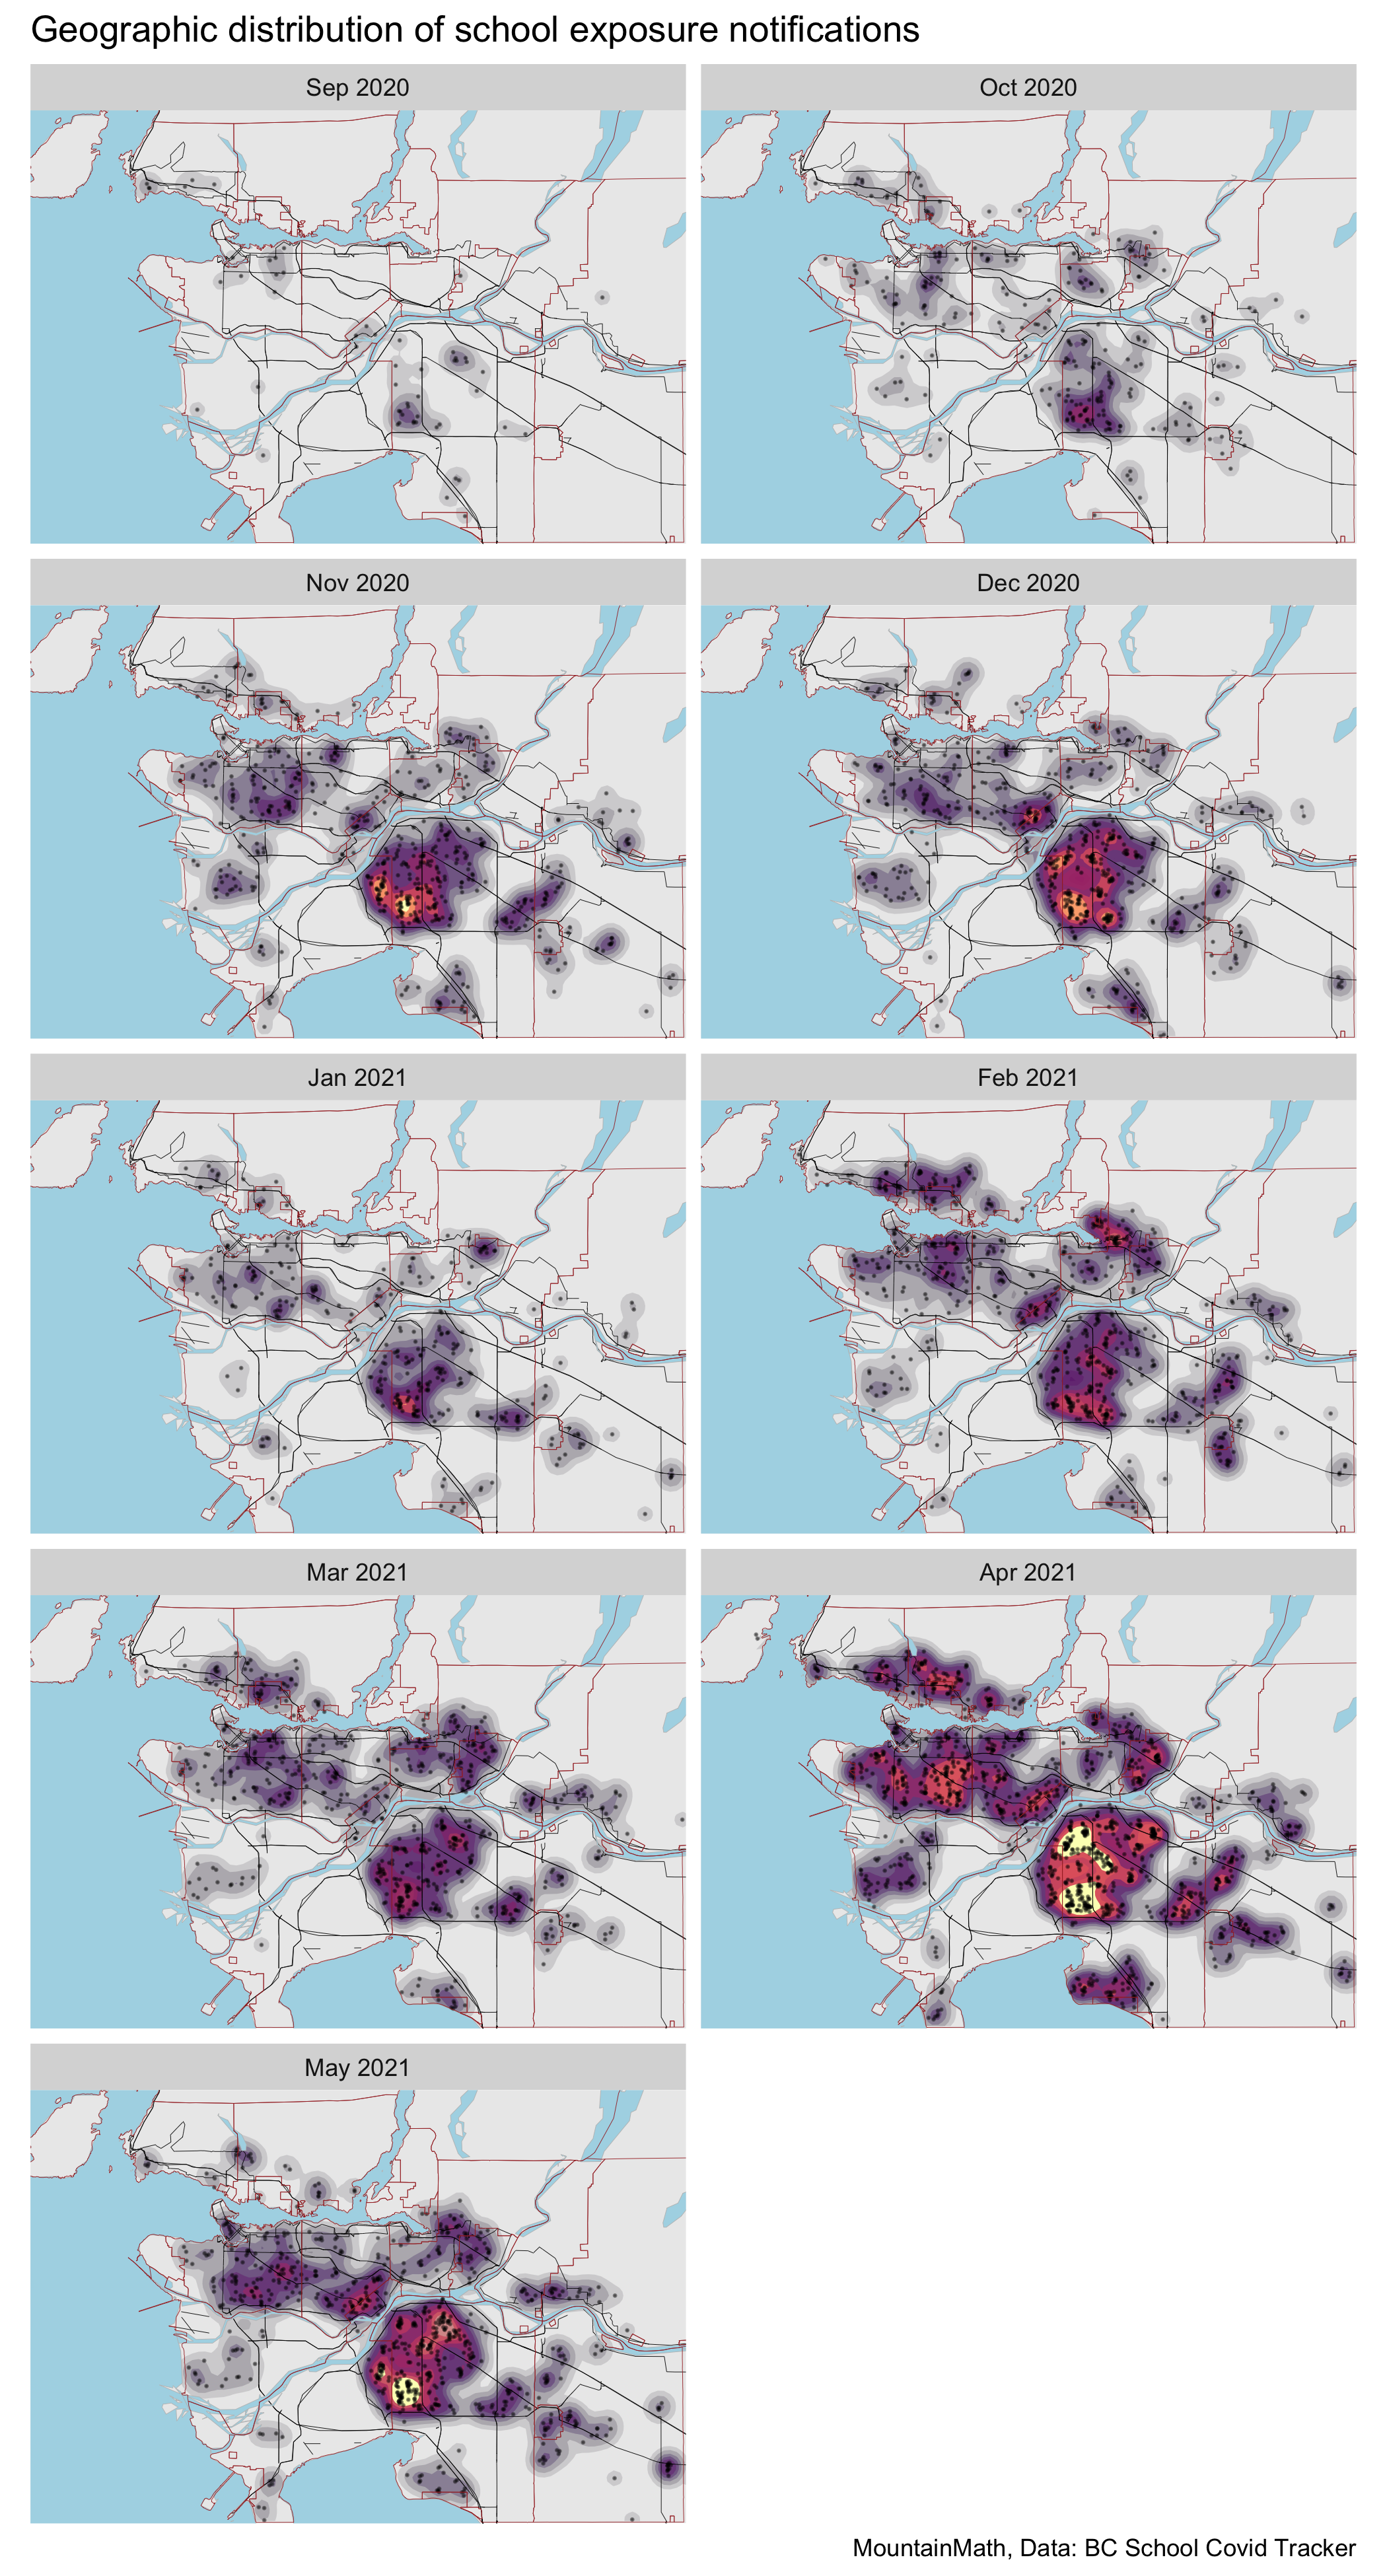 Geographic distribution of school exposure notifications
Sep 2020
Oct 2020
Nov 2020
Dec 2020
Jan 2021
Feb 2021
Mar 2021
Apr 2021
May 2021
MountainMath, Data: BC School Covid Tracker